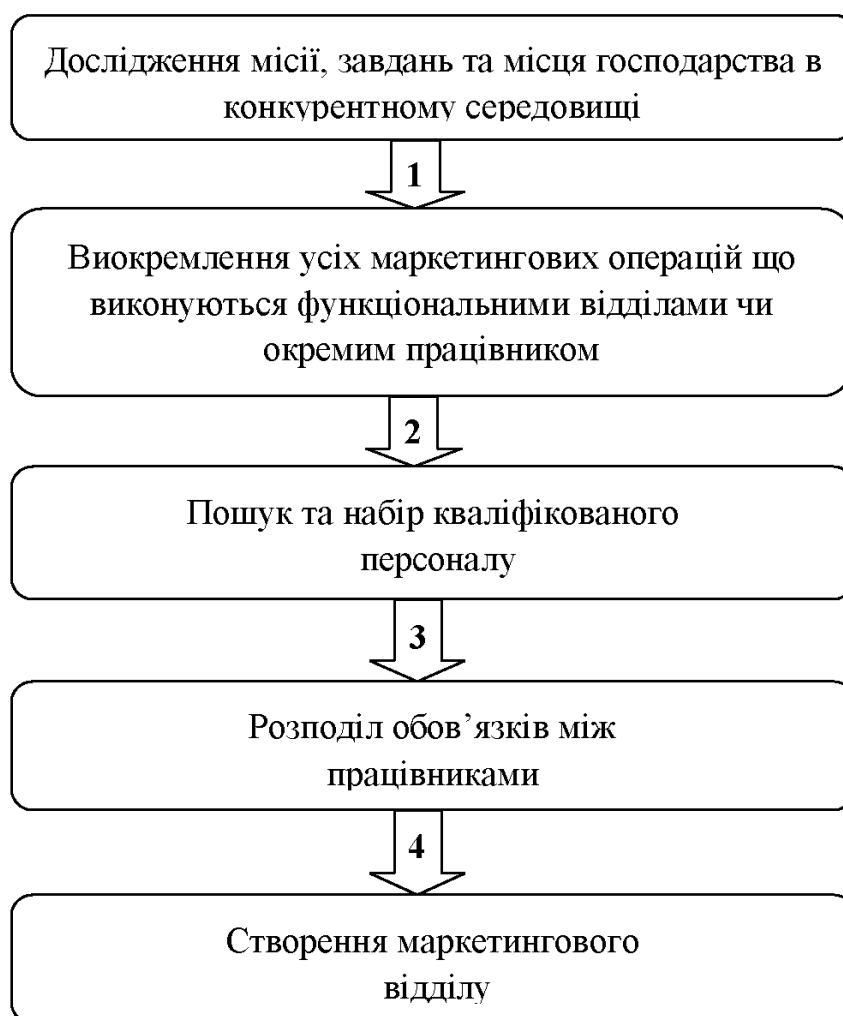 Дослідження місії, завдань та місця господарства в
конкурентному середовищі
1
Виокремлення усіх маркетингових операцій що
виконуються функціональними відділами чи
окремим працівником
2
Пошук та набір кваліфікованого
персоналу
3
Розподіл обов’язків між
працівниками
4
Створення маркетингового
відділу